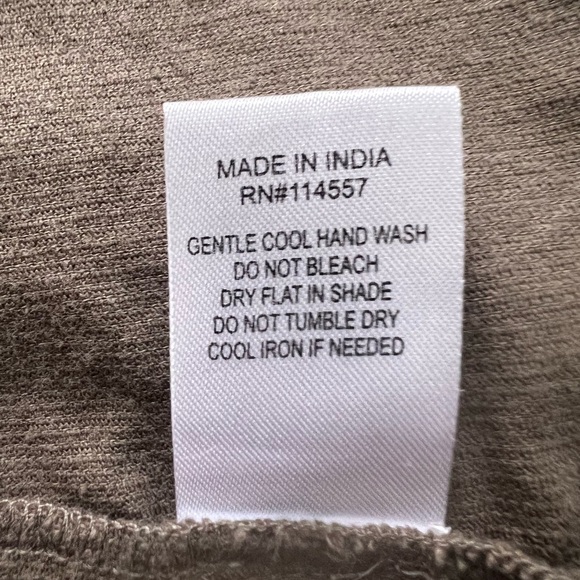 MADE IN INDIA
RN#114557
GENTLE COOL HAND WASH
DO NOT BLEACH
DRY FLAT IN SHADE
DO NOT TUMBLE DRY
COOL IRON IF NEEDED